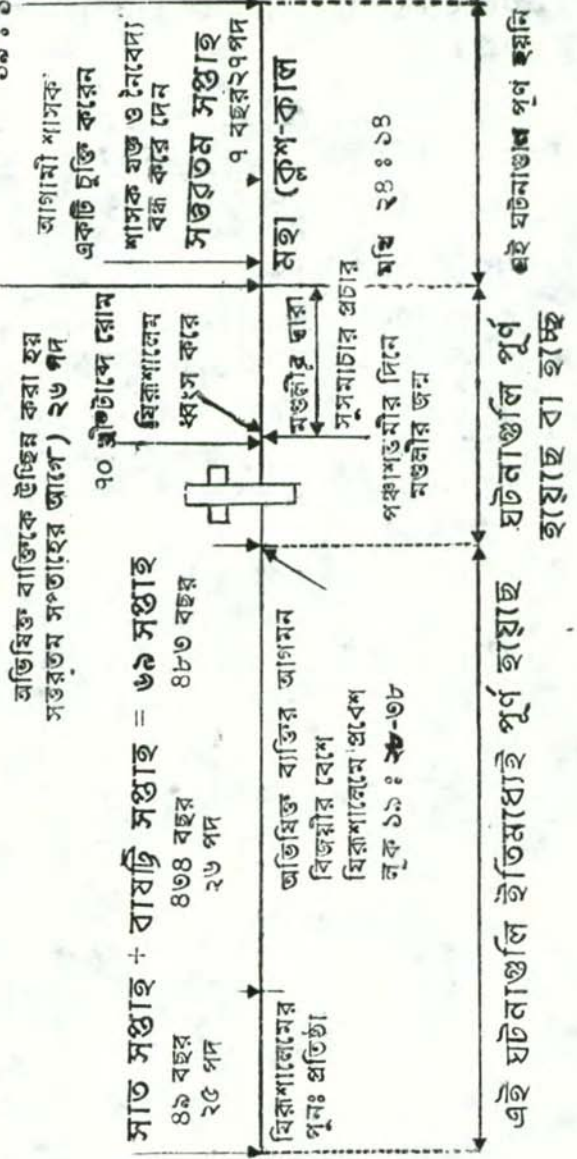 অভিষিক্ত ব্যক্তিকে উচ্ছিন্ন করা হয়
সত্তরতম সপ্তাহের আগে) ২৬ পদ
সাত সপ্তাহ + বাষট্টি সপ্তাহ = ৬৯ সপ্তাহ
৪৯ বছর ৪৩৪ বছর ৪৮৩ বছর
২৫ পদ ২৬ পদ
৭০ খ্রীষ্টাব্দে রোম
যিরূশালেম
ধ্বংস করে
আগামী শাসক
একটি চুক্তি করেন
শাসক যজ্ঞ ও নৈবেদ্য
বন্ধ করে দেন
সত্তরতম সপ্তাহ
৭ বছর২৭পদ
যিরূশালেমের
পুনঃ প্রতিষ্ঠা
অভিষিক্ত ব্যক্তির আগমন
বিজয়ীর বেশে
যিরূশালেমে প্রবেশ
লূক ১৯ : ২৮-৩৮
মণ্ডলীর দ্বারা
সুসমাচার প্রচার
পঞ্চাশত্তমীর দিনে
মণ্ডলীর জন্ম
মহা ক্লেশ-কাল
মথি ২৪ : ১৪
এই ঘটনাগুলি ইতিমধ্যেই পূর্ণ হয়েছে
ঘটনাগুলি পূর্ণ
হয়েছে বা হচ্ছে
এই ঘটনাগুলি পূর্ণ হয়নি